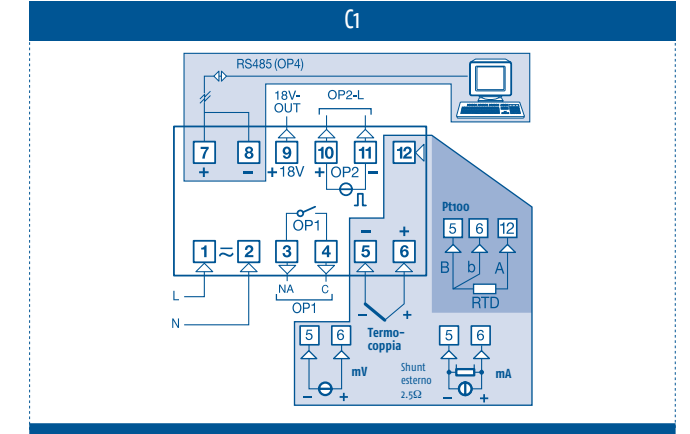 C1
RS485 (OP4)
18V-
OUT
OP2-L
7 8 9 10 11 12
+ - +18V + OP2 -
OP1
- +
1 2 3 4 5 6
L
N
NA C
OP1
- +
Termo-
coppia
Pt100
5 6 12
B b A
RTD
5 6
mV
- +
5 6
Shunt
esterno
2.5Ω
mA
- +